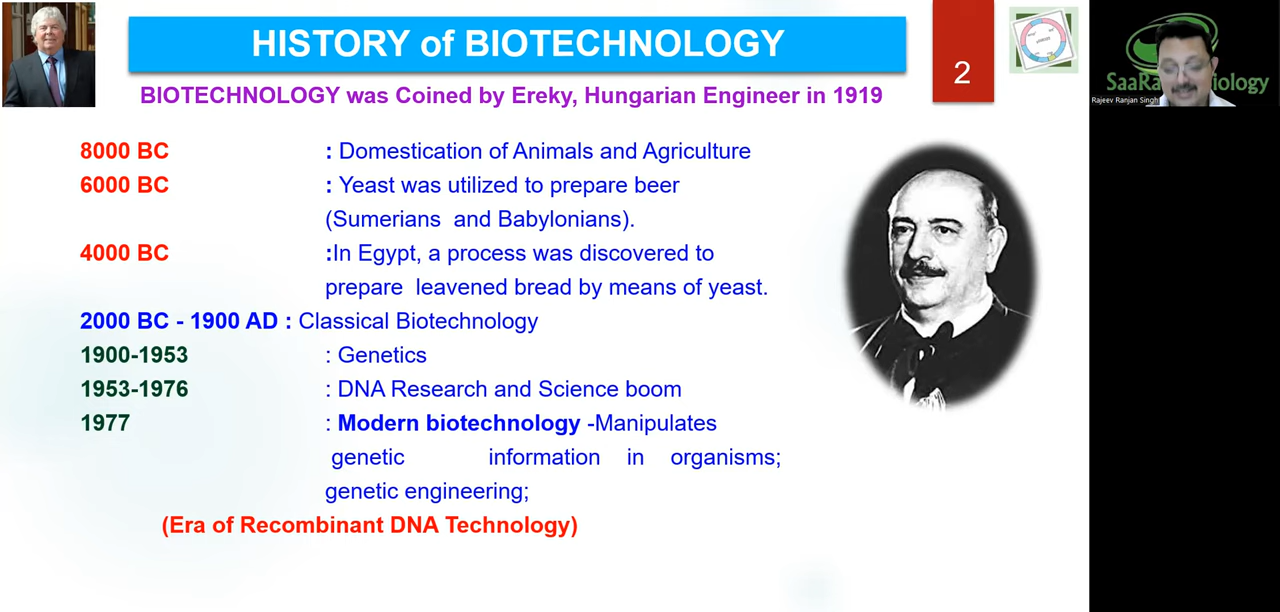 HISTORY of BIOTECHNOLOGY
2
BIOTECHNOLOGY was Coined by Ereky, Hungarian Engineer in 1919
8000 BC : Domestication of Animals and Agriculture
6000 BC : Yeast was utilized to prepare beer
(Sumerians and Babylonians).
4000 BC :In Egypt, a process was discovered to
prepare leavened bread by means of yeast.
2000 BC - 1900 AD : Classical Biotechnology
1900-1953 : Genetics
1953-1976 : DNA Research and Science boom
1977 : Modern biotechnology -Manipulates
genetic information in organisms;
genetic engineering;
(Era of Recombinant DNA Technology)
SaaRa iology
Rajeev Ranjan Singh